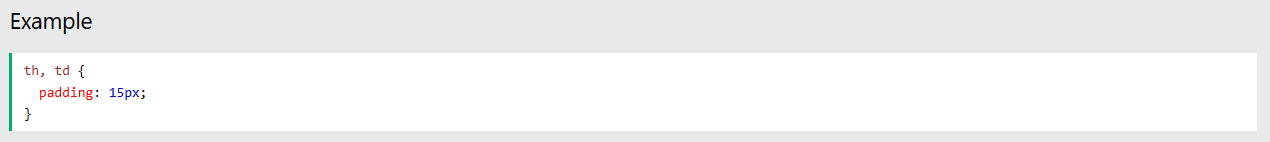 Example
th, td {
  padding: 15px;
}